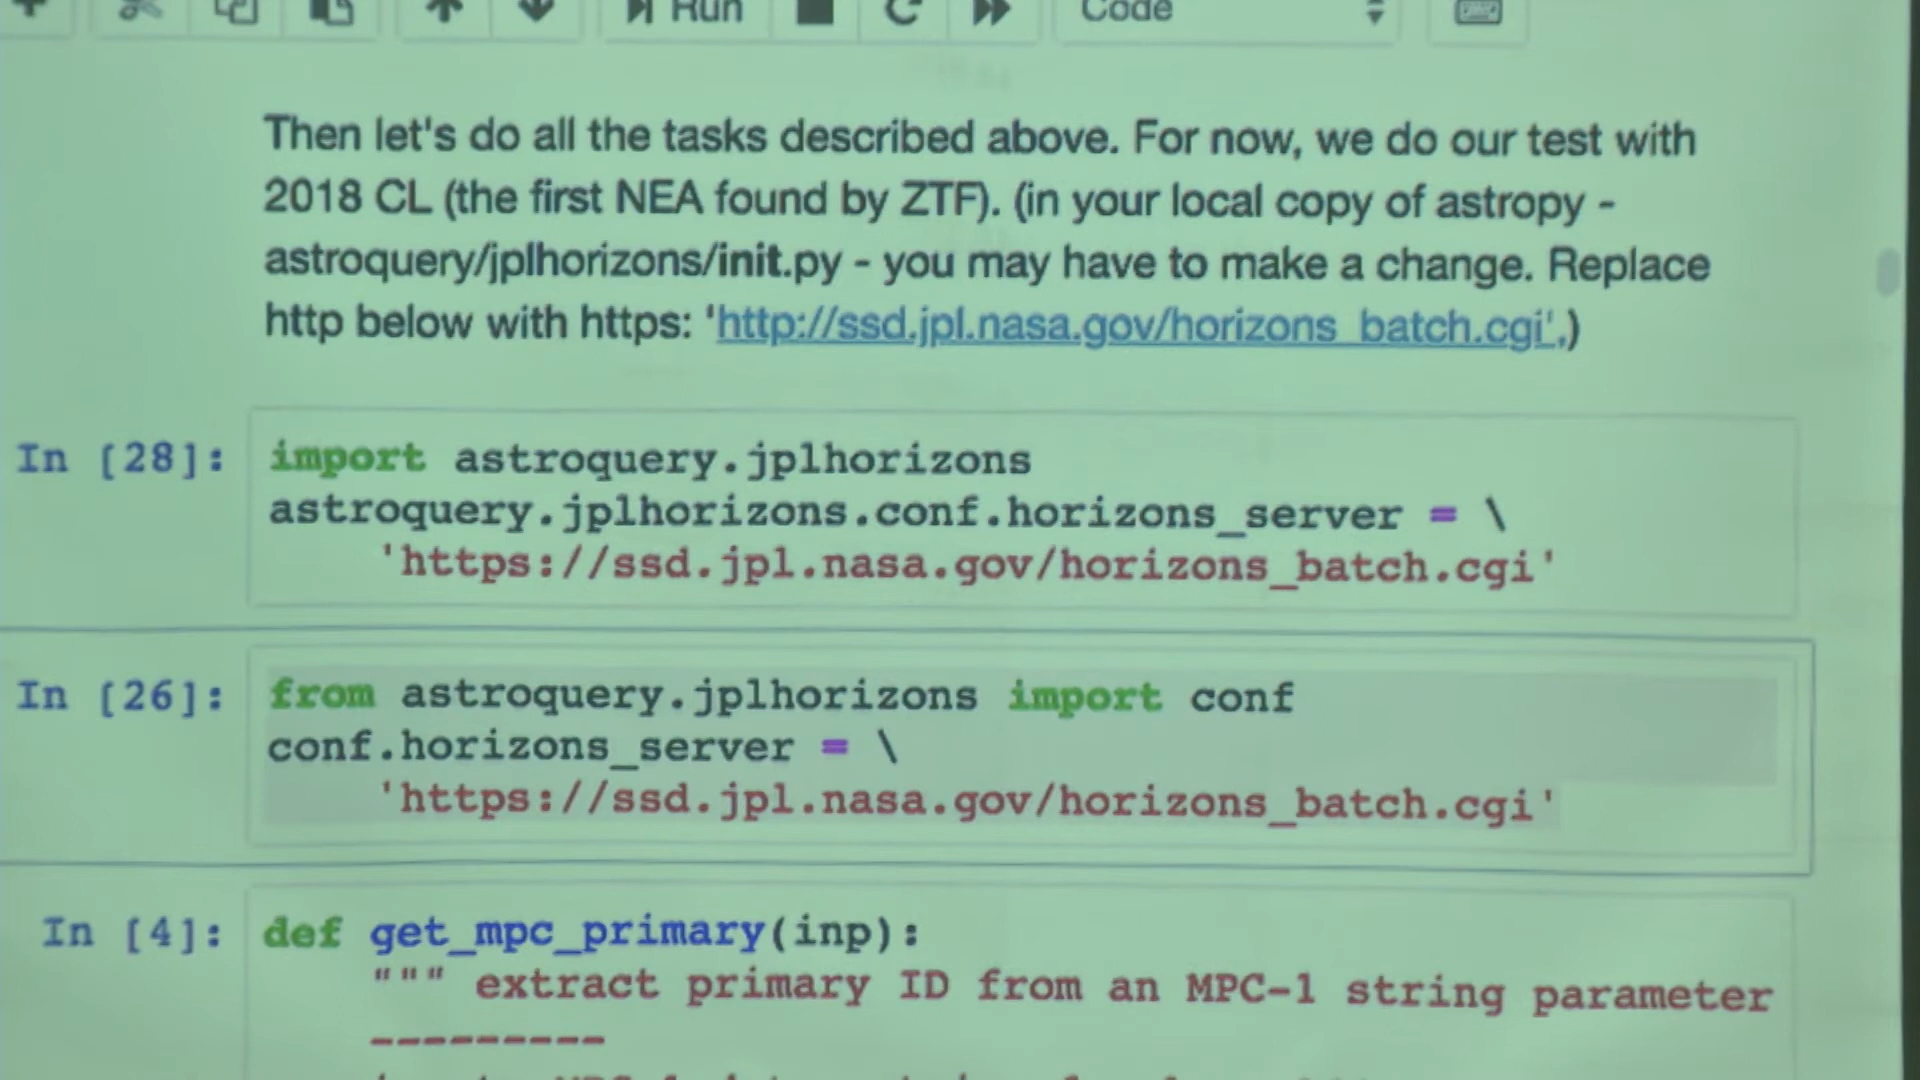 Run
Code
Then let's do all the tasks described above. For now, we do our test with
2018 CL (the first NEA found by ZTF). (in your local copy of astropy -
astroquery/jplhorizons/init.py - you may have to make a change. Replace
http below with https: 'http://ssd.jpl.nasa.gov/horizons_batch.cgi',)
In [28]:
import astroquery.jplhorizons
astroquery.jplhorizons.conf.horizons_server = \
'https://ssd.jpl.nasa.gov/horizons_batch.cgi'
In [26]:
from astroquery.jplhorizons import conf
conf.horizons_server = \
'https://ssd.jpl.nasa.gov/horizons_batch.cgi'
In [4]:
def get_mpc_primary(inp):
""" extract primary ID from an MPC-1 string parameter
---------